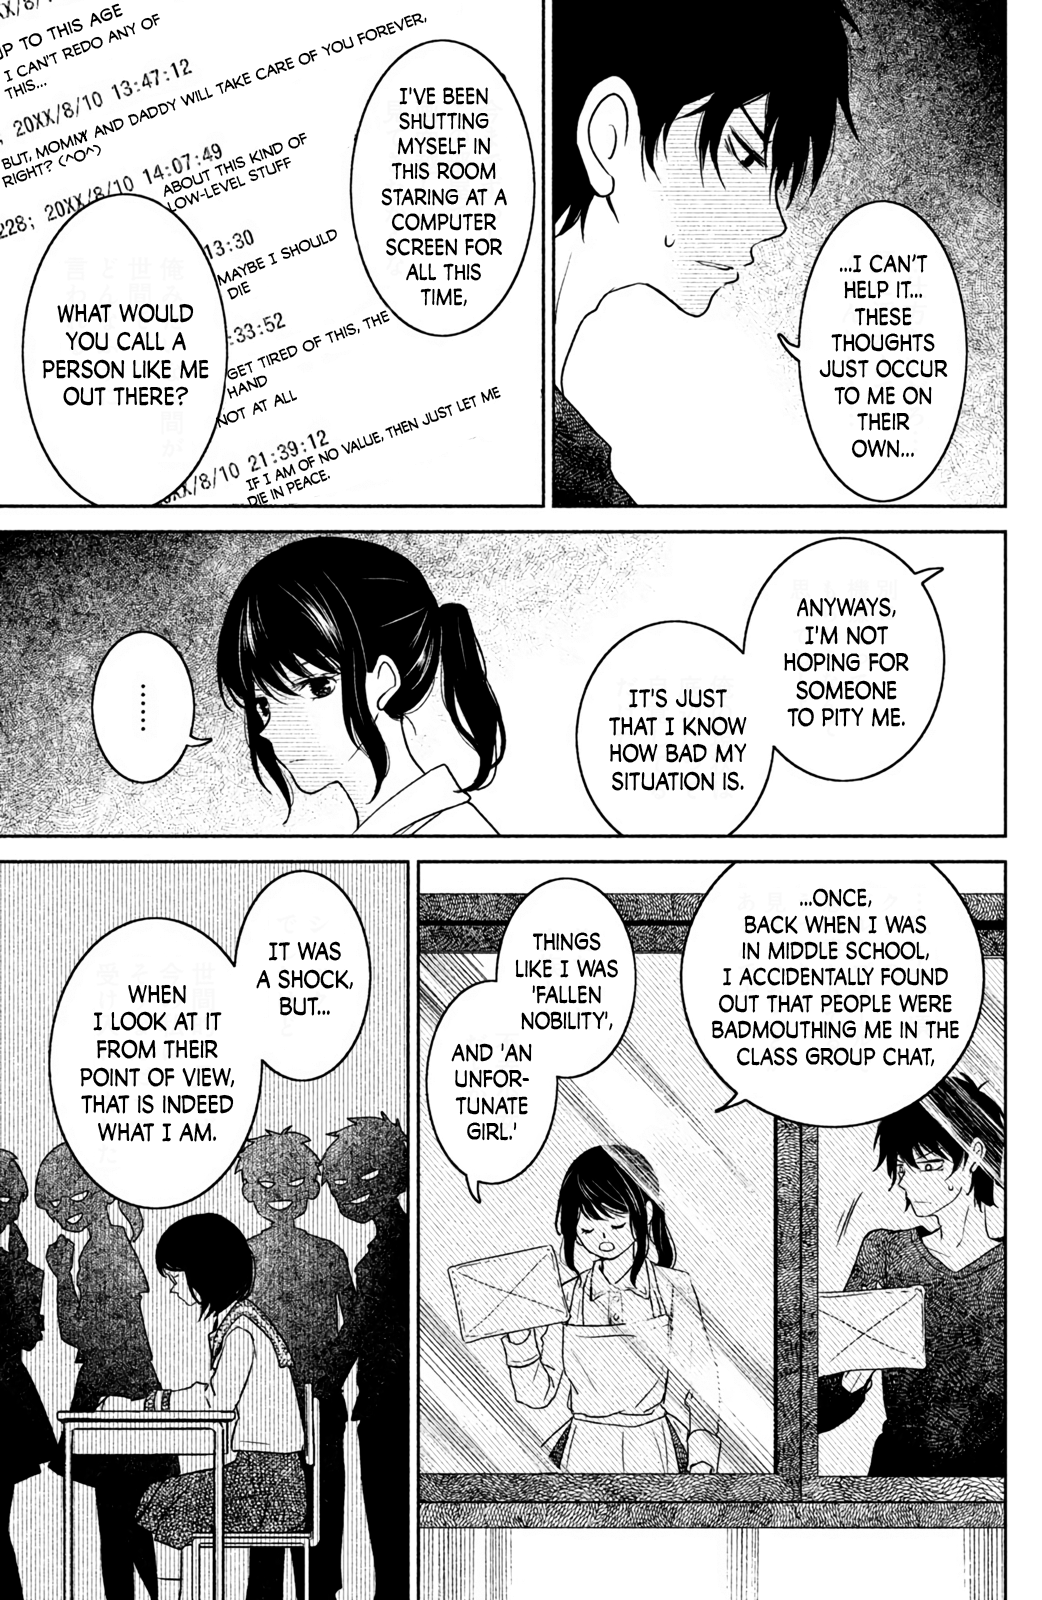 ...I CAN'T
HELP IT...
THESE
THOUGHTS
JUST OCCUR
TO ME ON
THEIR
OWN...
I'VE BEEN
SHUTTING
MYSELF IN
THIS ROOM
STARING AT A
COMPUTER
SCREEN FOR
ALL THIS
TIME,
UP TO THIS AGE
I CAN'T REDO ANY OF
THIS...
; 20XX/8/10 13:47:12
BUT, MOMMY AND DADDY WILL TAKE CARE OF YOU FOREVER,
RIGHT? (^O^)
228; 20XX/8/10 14:07:49
ABOUT THIS KIND OF
LOW-LEVEL STUFF
13:30
MAYBE I SHOULD
DIE
:33:52
GET TIRED OF THIS, THE
HAND
NOT AT ALL
20XX/8/10 21:39:12
IF I AM OF NO VALUE, THEN JUST LET ME
DIE IN PEACE.
WHAT WOULD
YOU CALL A
PERSON LIKE ME
OUT THERE?
ANYWAYS,
I'M NOT
HOPING FOR
SOMEONE
TO PITY ME.
IT'S JUST
THAT I KNOW
HOW BAD MY
SITUATION IS.
......
...ONCE,
BACK WHEN I WAS
IN MIDDLE SCHOOL,
I ACCIDENTALLY FOUND
OUT THAT PEOPLE WERE
BADMOUTHING ME IN THE
CLASS GROUP CHAT,
THINGS
LIKE I WAS
'FALLEN
NOBILITY',
AND 'AN
UNFOR-
TUNATE
GIRL.'
IT WAS
A SHOCK,
BUT...
WHEN
I LOOK AT IT
FROM THEIR
POINT OF VIEW,
THAT IS INDEED
WHAT I AM.